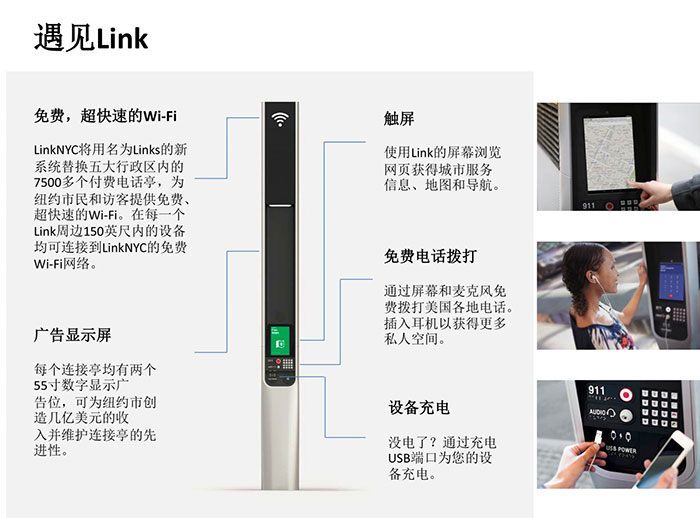 遇见Link
免费，超快速的Wi-Fi
LinkNYC将用名为Links的新
系统替换五大行政区内的
7500多个付费电话亭，为
纽约市民和访客提供免费、
超快速的Wi-Fi。在每一个
Link周边150英尺内的设备
均可连接到LinkNYC的免费
Wi-Fi网络。
广告显示屏
每个连接亭均有两个
55寸数字显示广
告位，可为纽约市创
造几亿美元的收
入并维护连接亭的先
进性。
触屏
使用Link的屏幕浏览
网页获得城市服务
信息、地图和导航。
免费电话拨打
通过屏幕和麦克风免
费拨打美国各地电话。
插入耳机以获得更多
私人空间。
设备充电
没电了？通过充电
USB端口为您的设
备充电。
911
911
AUDIO
USB POWER